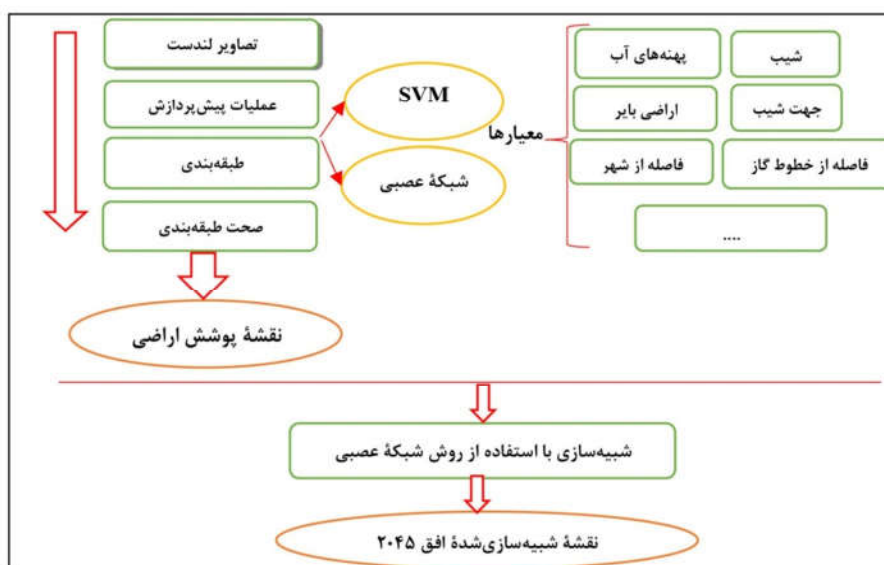 تصاویر لندست
عملیات پیش‌پردازش
طبقه‌بندی
صحت طبقه‌بندی
SVM
شبکهٔ عصبی
معیارها
شیب
پهنه‌های آب
جهت شیب
اراضی بایر
فاصله از خطوط گاز
فاصله از شهر
....
نقشهٔ پوشش اراضی
شبیه‌سازی با استفاده از روش شبکهٔ عصبی
نقشهٔ شبیه‌سازی‌شدهٔ افق ۲۰۴۵